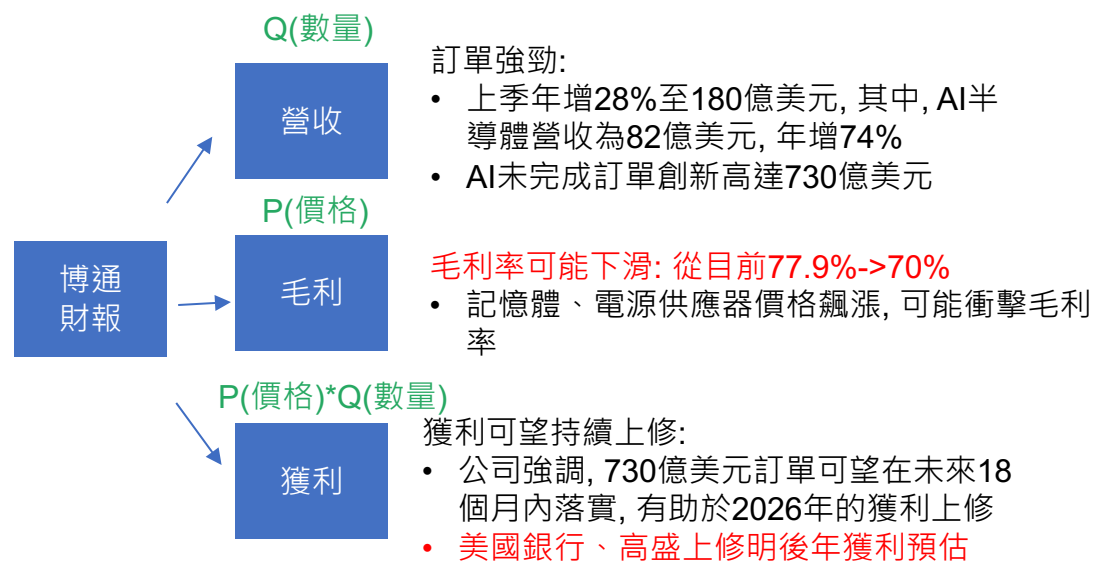 Q(數量)
營收
訂單強勁:
• 上季年增28%至180億美元, 其中, AI半
導體營收為82億美元, 年增74%
• AI未完成訂單創新高達730億美元
博通
財報
P(價格)
毛利
毛利率可能下滑: 從目前77.9%->70%
• 記憶體、電源供應器價格飆漲, 可能衝擊毛利
率
P(價格)*Q(數量)
獲利
獲利可望持續上修:
• 公司強調, 730億美元訂單可望在未來18
個月內落實, 有助於2026年的獲利上修
• 美國銀行、高盛上修明後年獲利預估